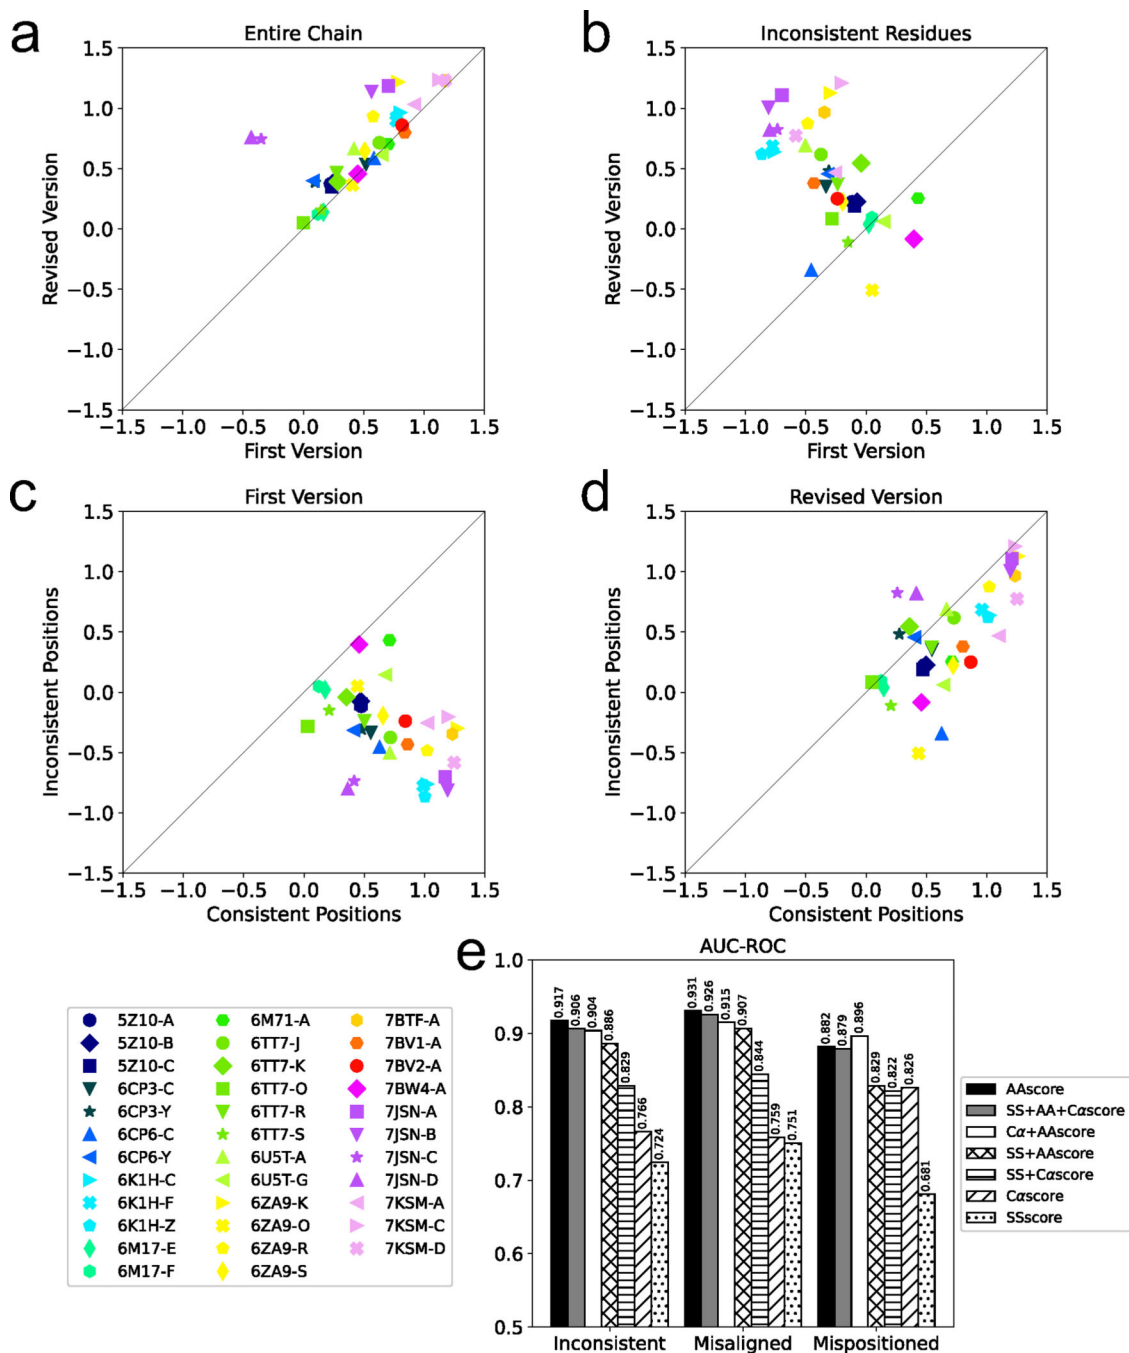 a
Entire Chain
1.5
1.0
0.5
0.0
−0.5
−1.0
−1.5
Revised Version
−1.5 −1.0 −0.5 0.0 0.5 1.0 1.5
First Version
b
Inconsistent Residues
1.5
1.0
0.5
0.0
−0.5
−1.0
−1.5
Revised Version
−1.5 −1.0 −0.5 0.0 0.5 1.0 1.5
First Version
c
First Version
1.5
1.0
0.5
0.0
−0.5
−1.0
−1.5
Inconsistent Positions
−1.5 −1.0 −0.5 0.0 0.5 1.0 1.5
Consistent Positions
d
Revised Version
1.5
1.0
0.5
0.0
−0.5
−1.0
−1.5
Inconsistent Positions
−1.5 −1.0 −0.5 0.0 0.5 1.0 1.5
Consistent Positions
5Z10-A
5Z10-B
5Z10-C
6CP3-C
6CP3-Y
6CP6-C
6CP6-Y
6K1H-C
6K1H-F
6K1H-Z
6M17-E
6M17-F
6M71-A
6TT7-J
6TT7-K
6TT7-O
6TT7-R
6TT7-S
6U5T-A
6U5T-G
6ZA9-K
6ZA9-O
6ZA9-R
6ZA9-S
7BTF-A
7BV1-A
7BV2-A
7BW4-A
7JSN-A
7JSN-B
7JSN-C
7JSN-D
7KSM-A
7KSM-C
7KSM-D
e
AUC-ROC
1.0
0.9
0.8
0.7
0.6
0.5
0.917
0.906
0.904
0.886
0.829
0.766
0.724
0.931
0.926
0.915
0.907
0.844
0.759
0.751
0.882
0.879
0.896
0.829
0.822
0.826
0.681
Inconsistent Misaligned Mispositioned
AAscore
SS+AA+Cαscore
Cα+AAscore
SS+AAscore
SS+Cαscore
Cαscore
SSscore